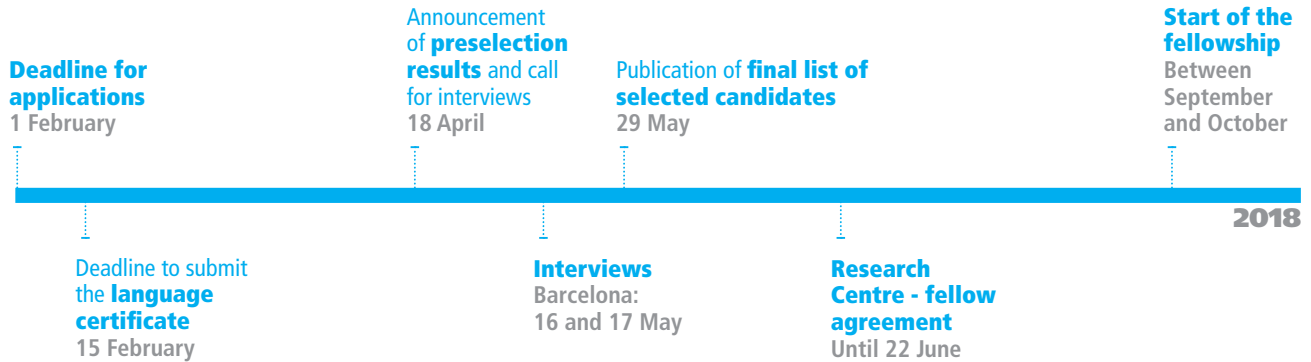 Deadline for
applications
1 February
Announcement
of preselection
results and call
for interviews
18 April
Publication of final list of
selected candidates
29 May
Start of the
fellowship
Between
September
and October
2018
Deadline to submit
the language
certificate
15 February
Interviews
Barcelona:
16 and 17 May
Research
Centre - fellow
agreement
Until 22 June